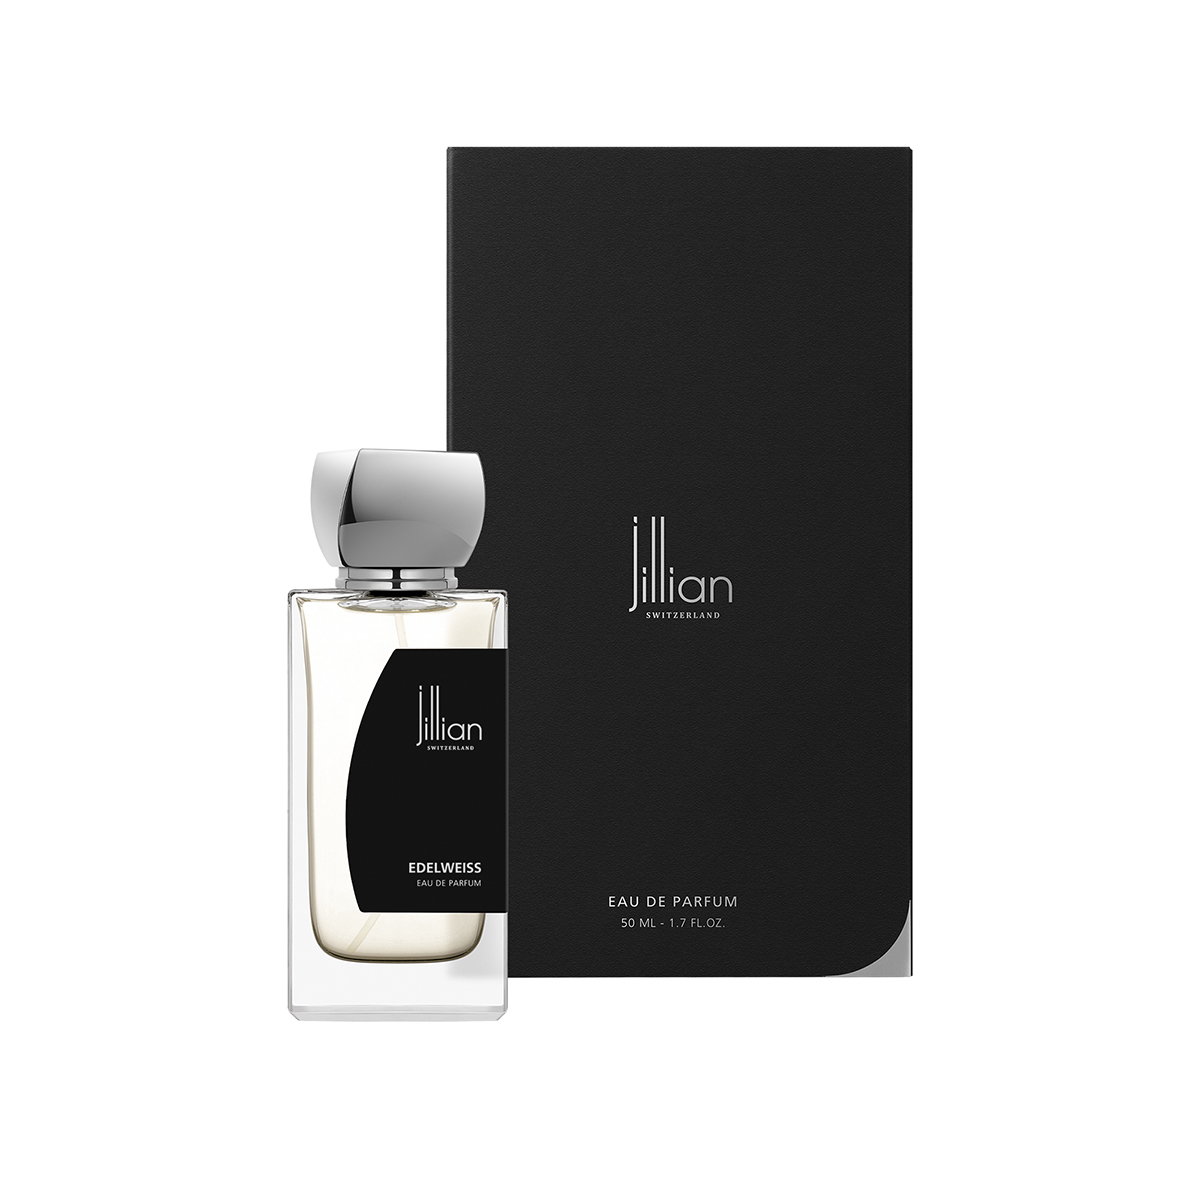 jillian
SWITZERLAND
EAU DE PARFUM
50 ML - 1.7 FL.OZ.
jillian
SWITZERLAND
EDELWEISS
EAU DE PARFUM